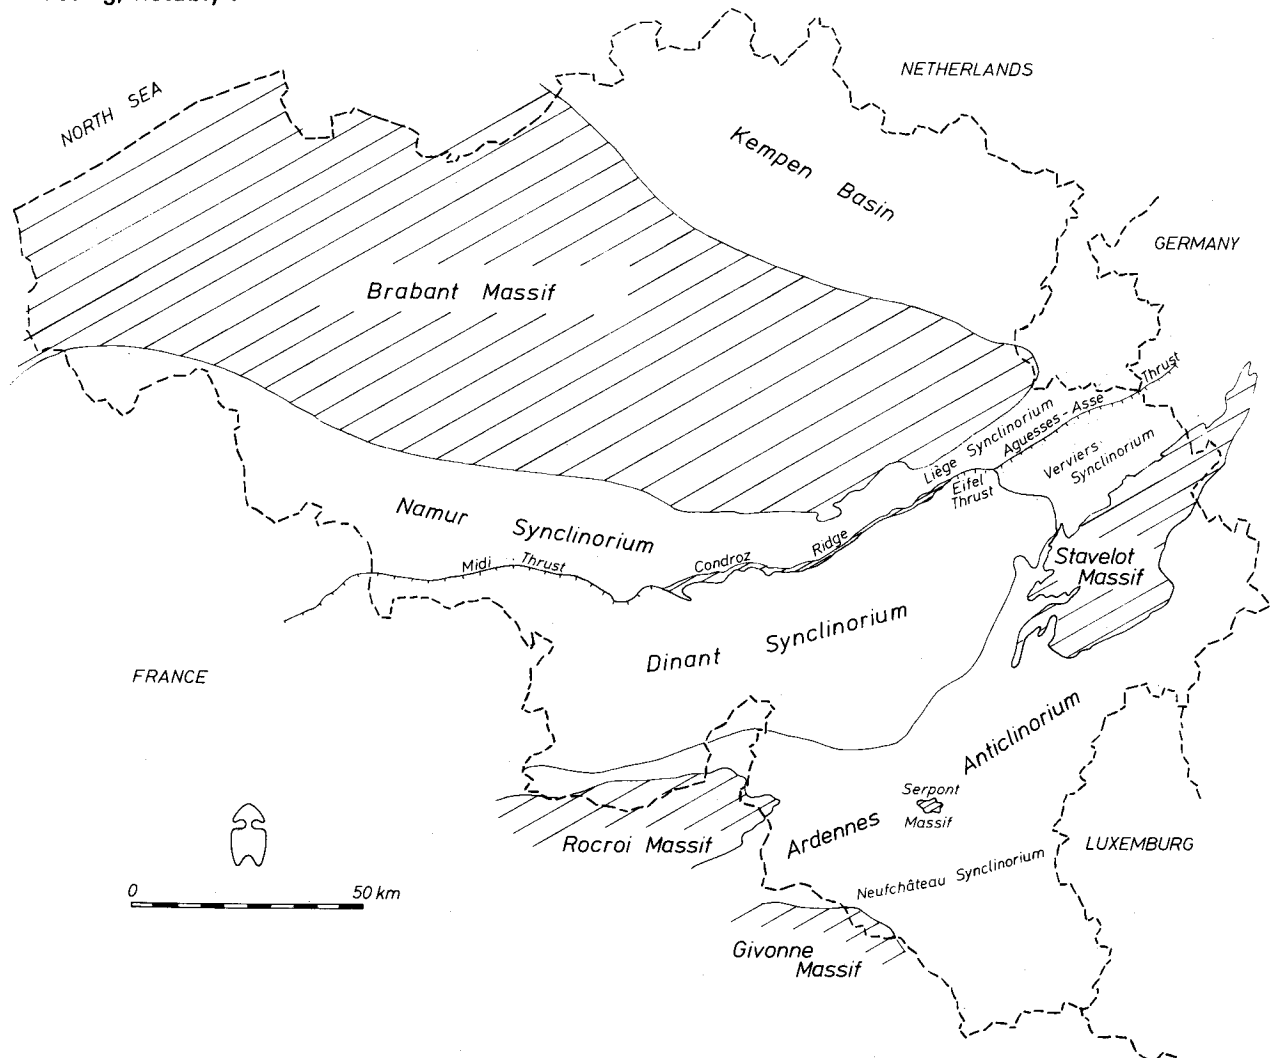 NETHERLANDS
NORTH SEA
Kempen Basin
GERMANY
Brabant Massif
Thrust
Liège Synclinorium
Aguesses-Asse
Verviers
Synclinorium
Eifel
Thrust
Namur Synclinorium
Ridge
Condroz
Midi Thrust
Stavelot
Massif
Dinant Synclinorium
FRANCE
Anticlinorium
Serpont
Massif
Ardennes
Rocroi Massif
LUXEMBURG
Neufchâteau Synclinorium
0 50 km
Givonne
Massif